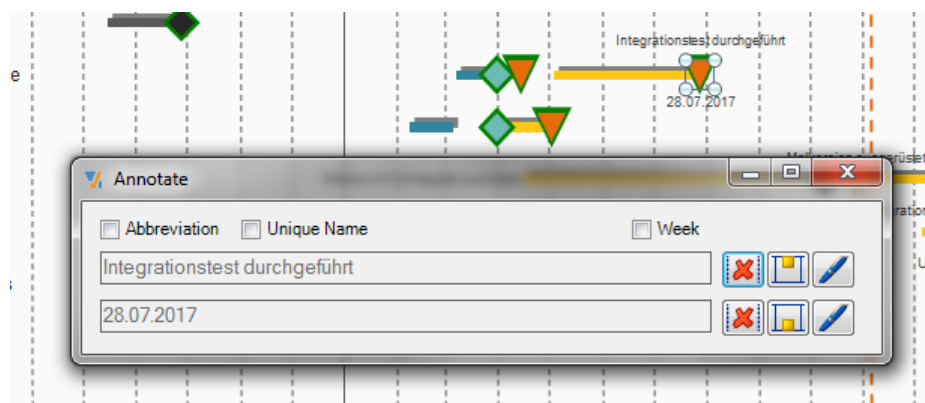 Integrationstest durchgeführt
e
28.07.2017
Annotate
Abbreviation
Unique Name
Week
Integrationstest durchgeführt
28.07.2017
s
U